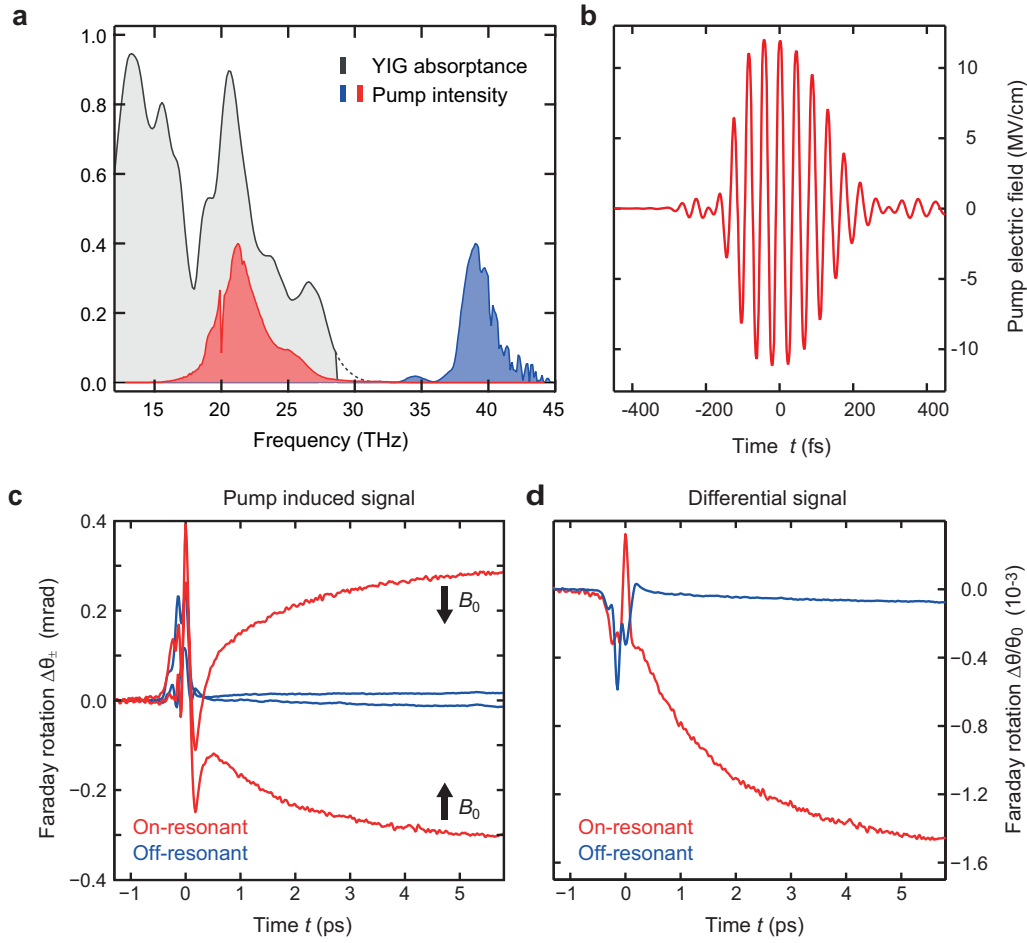 a
1.0
0.8
0.6
0.4
0.2
0.0
YIG absorptance
Pump intensity
15 20 25 30 35 40 45
Frequency (THz)
b
10
5
0
-5
-10
Pump electric field (MV/cm)
-400 -200 0 200 400
Time t (fs)
c
Pump induced signal
0.4
0.2
0.0
-0.2
-0.4
Faraday rotation Δθ± (mrad)
B0
B0
On-resonant
Off-resonant
−1 0 1 2 3 4 5
Time t (ps)
d
Differential signal
0.0
-0.4
-0.8
-1.2
-1.6
Faraday rotation Δθ/θ0 (10-3)
On-resonant
Off-resonant
−1 0 1 2 3 4 5
Time t (ps)